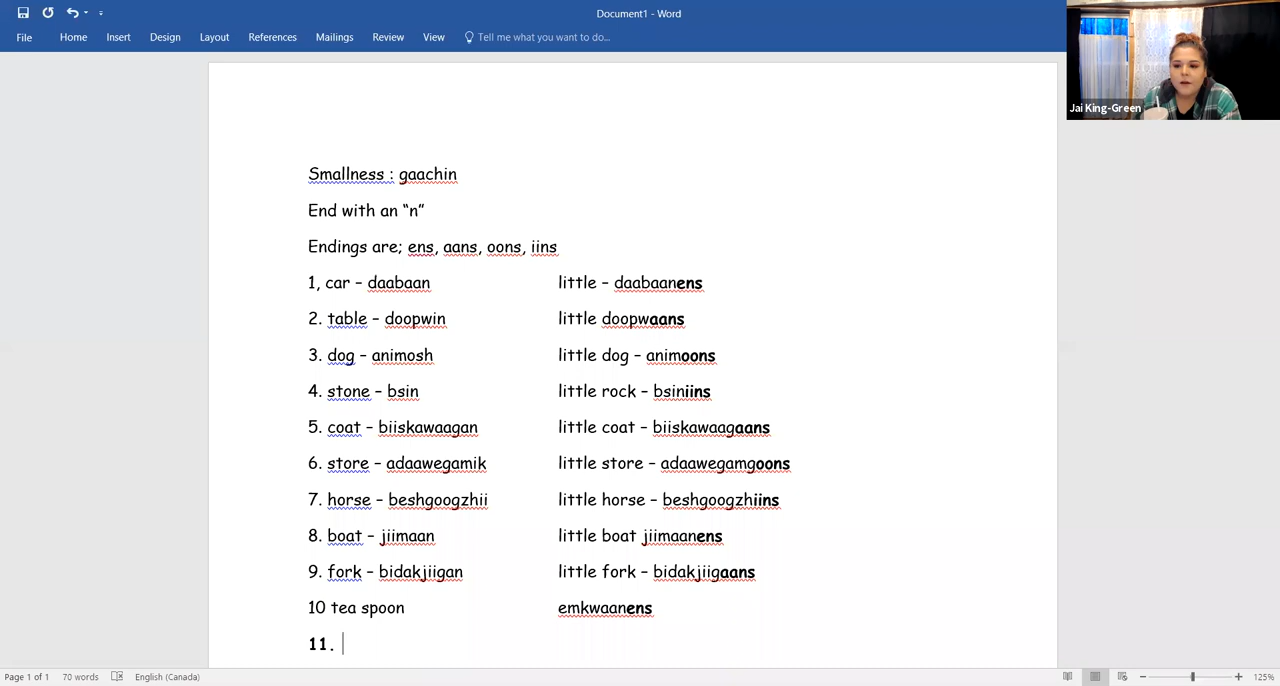 Document1 - Word
File Home Insert Design Layout References Mailings Review View Tell me what you want to do...
Jai King-Green
Smallness : gaachin
End with an “n”
Endings are; ens, aans, oons, iins
1, car – daabaan little – daabaanens
2. table – doopwin little doopwaans
3. dog – animosh little dog – animoons
4. stone – bsin little rock – bsiniins
5. coat – biiskawaagan little coat – biiskawaagaans
6. store – adaawegamik little store – adaawegamgoons
7. horse – beshgoogzhii little horse – beshgoogzhiins
8. boat – jiimaan little boat jiimaanens
9. fork – bidakjiigan little fork – bidakjiigaans
10 tea spoon emkwaanens
11.
Page 1 of 1 70 words English (Canada) 125%